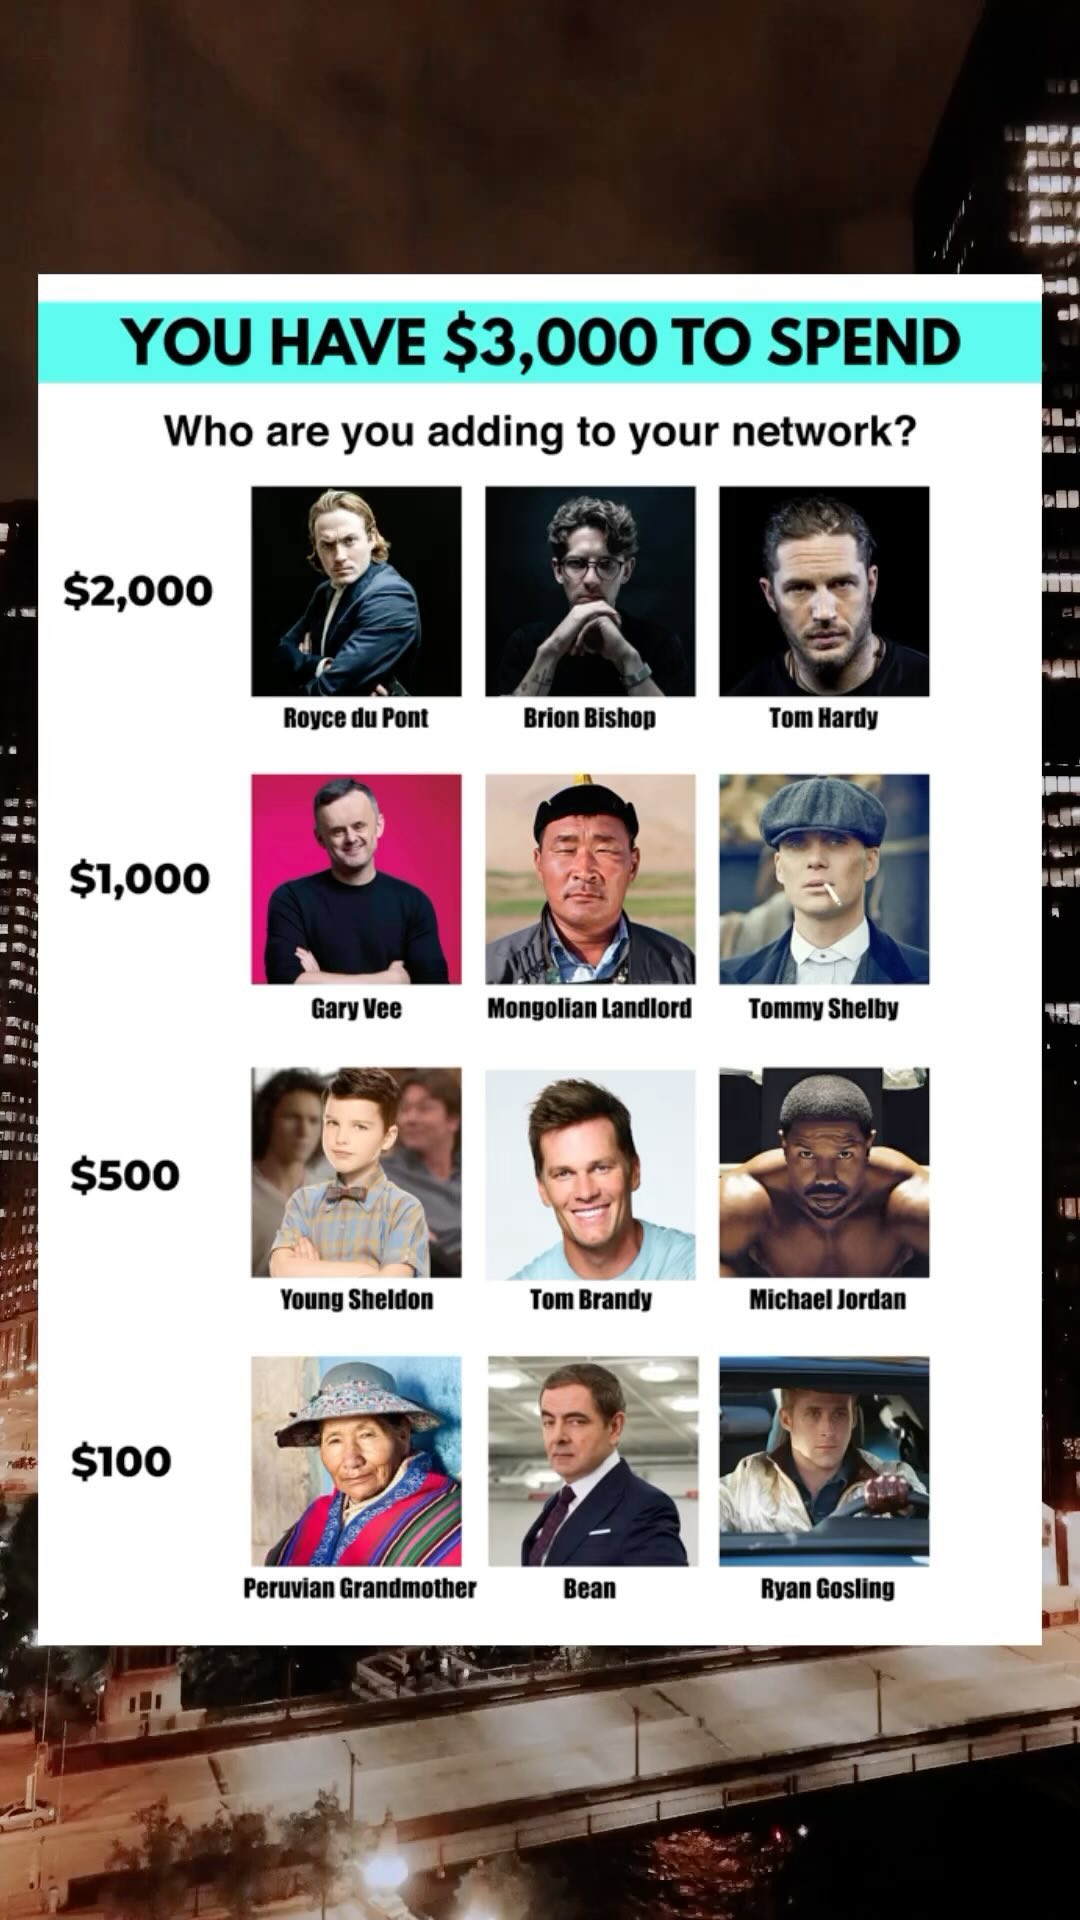 YOU HAVE $3,000 TO SPEND
Who are you adding to your network?
$2,000
Royce du Pont
Brion Bishop
Tom Hardy
$1,000
Gary Vee
Mongolian Landlord
Tommy Shelby
$500
Young Sheldon
Tom Brandy
Michael Jordan
$100
Peruvian Grandmother
Bean
Ryan Gosling